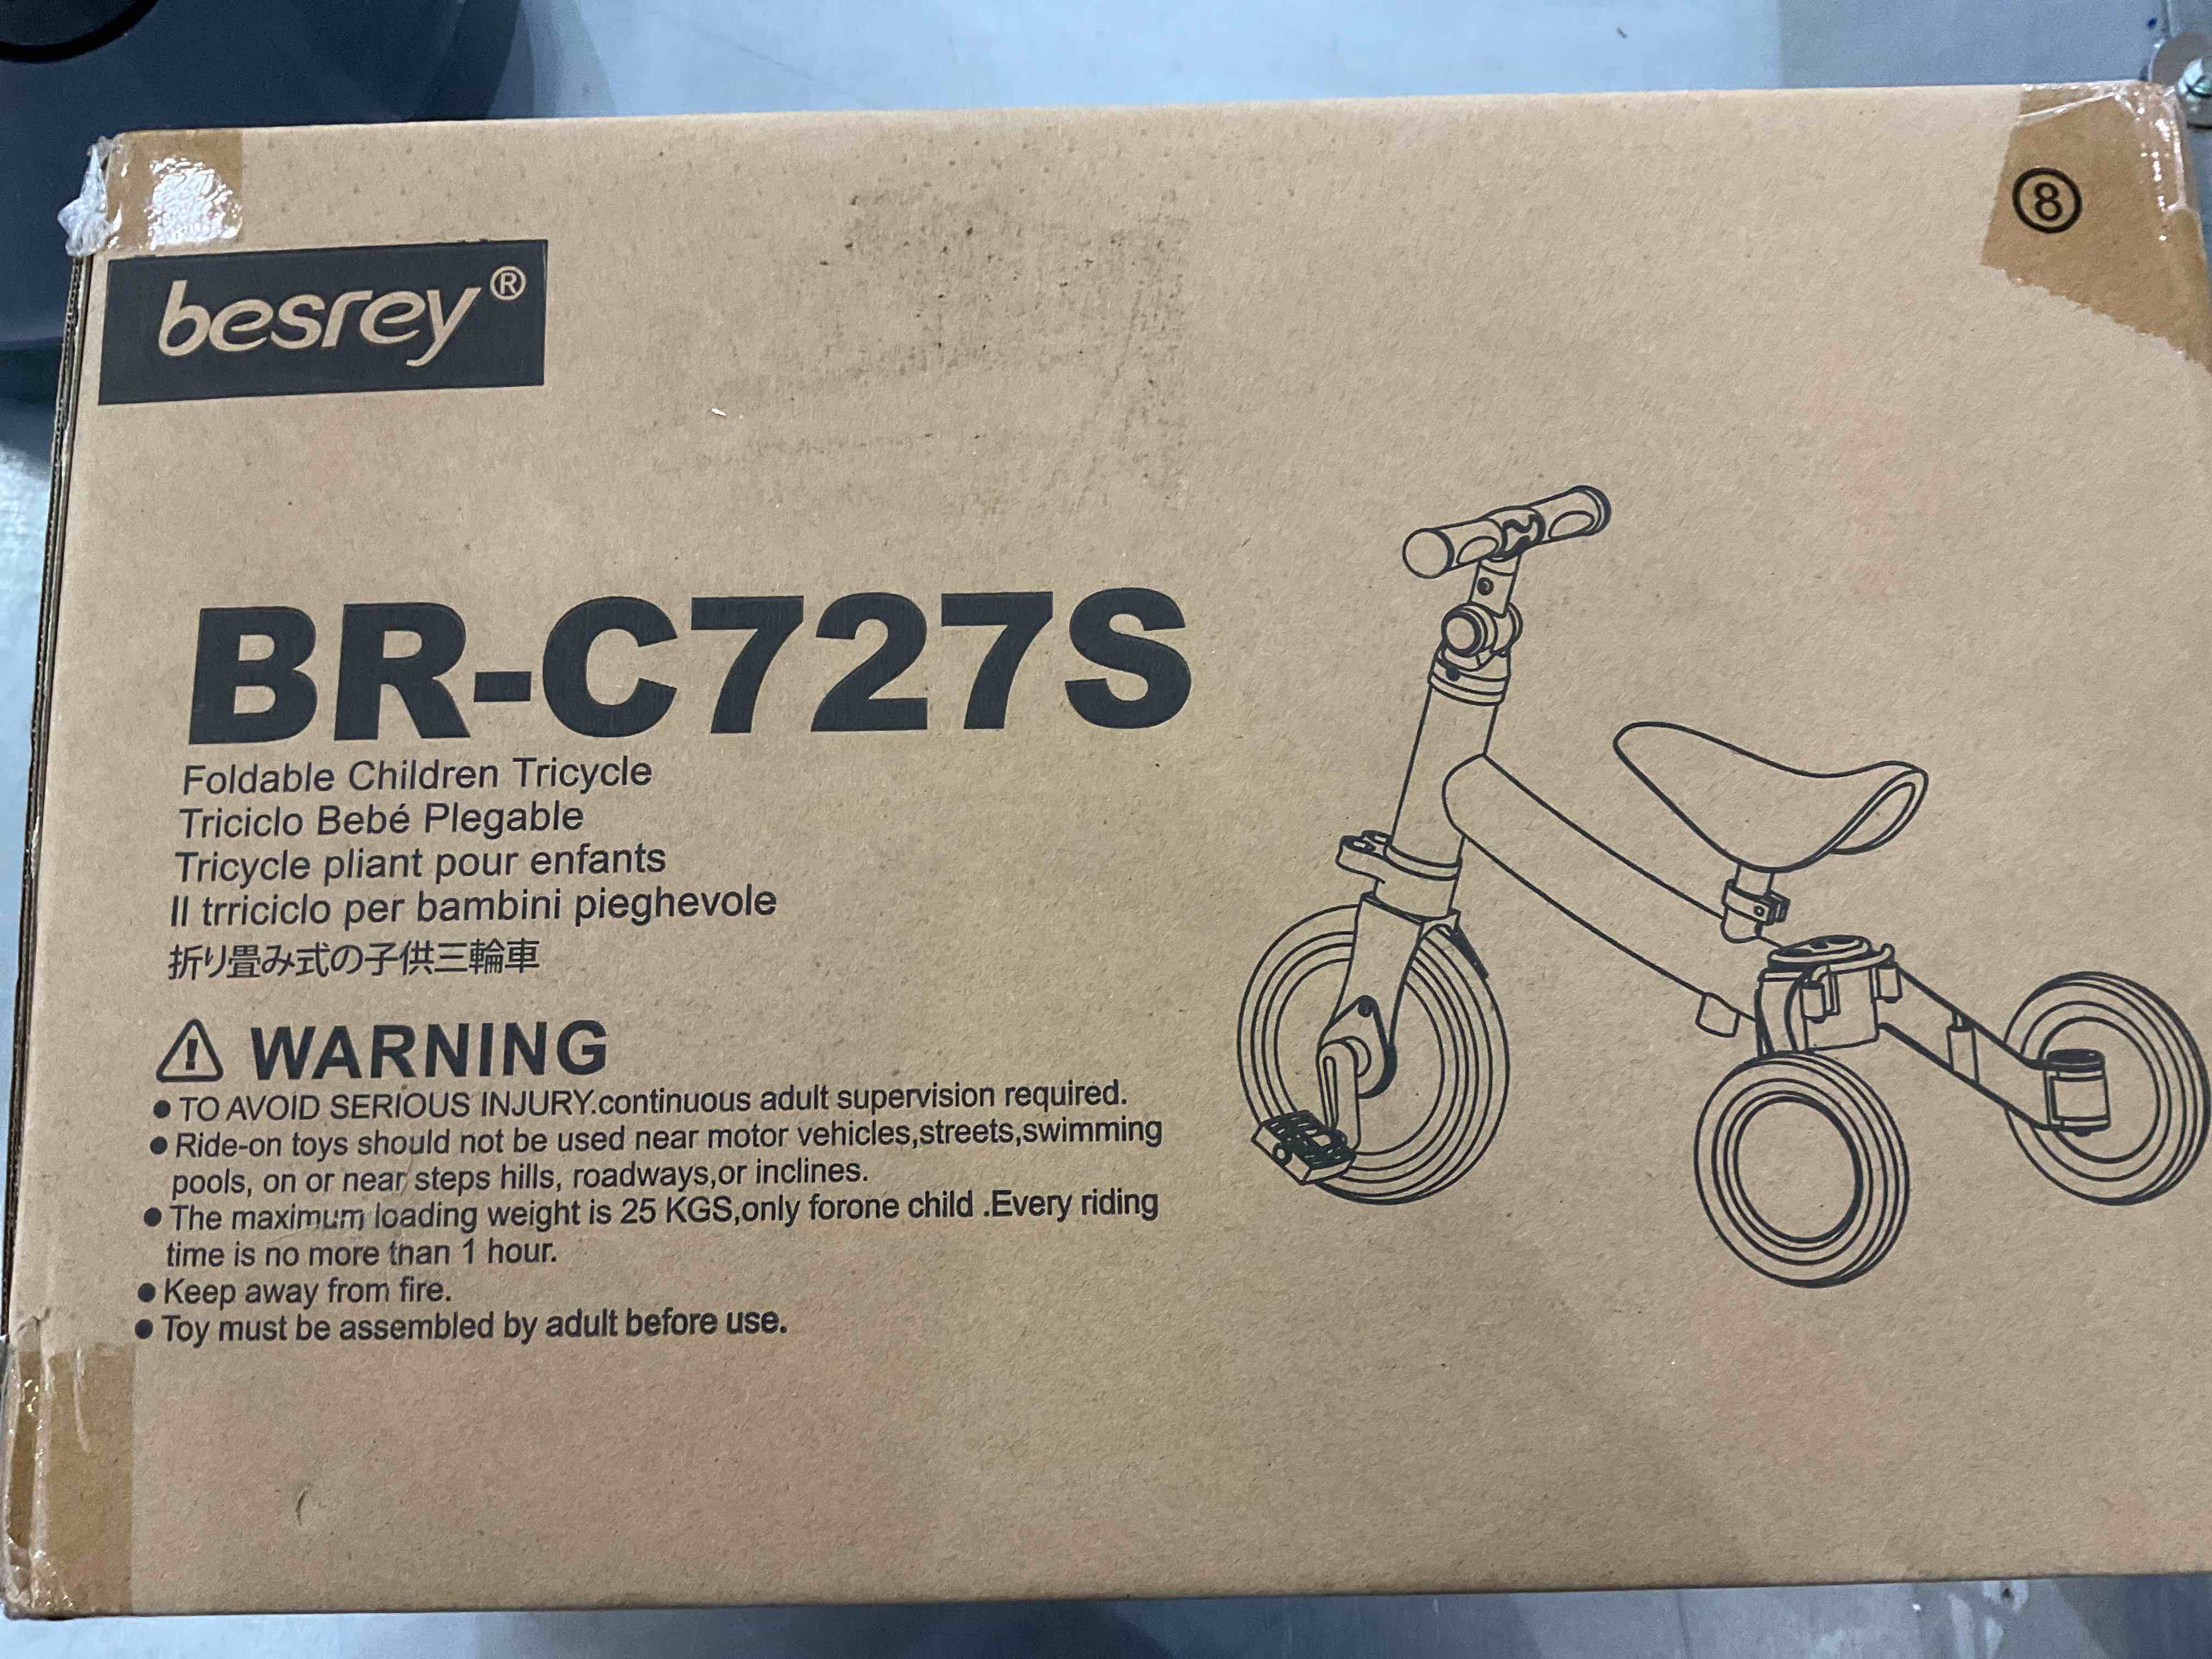 besrey®
⑧
BR-C727S
Foldable Children Tricycle
Triciclo Bebé Plegable
Tricycle pliant pour enfants
Il trriciclo per bambini pieghevole
折り畳み式の子供三輪車
WARNING
● TO AVOID SERIOUS INJURY.continuous adult supervision required.
● Ride-on toys should not be used near motor vehicles,streets,swimming
pools, on or near steps hills, roadways,or inclines.
● The maximum loading weight is 25 KGS,only forone child .Every riding
time is no more than 1 hour.
● Keep away from fire.
● Toy must be assembled by adult before use.